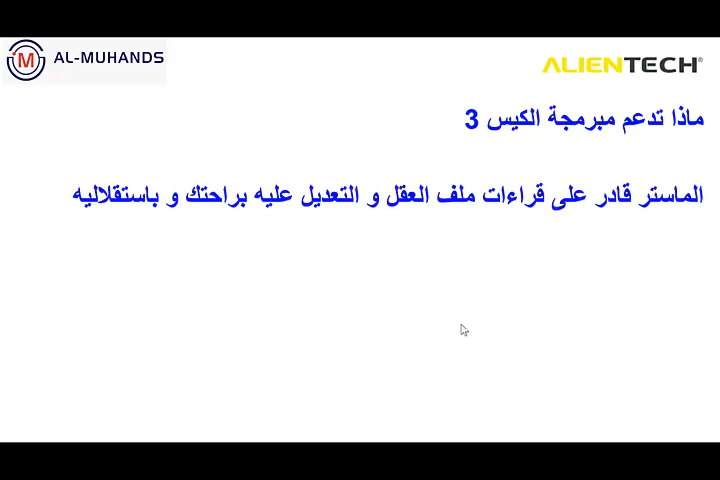 M AL-MUHANDS
ALIENTECH®
ماذا تدعم مبرمجة الكيس 3
الماستر قادر على قراءات ملف العقل و التعديل عليه براحتك و باستقلاليه